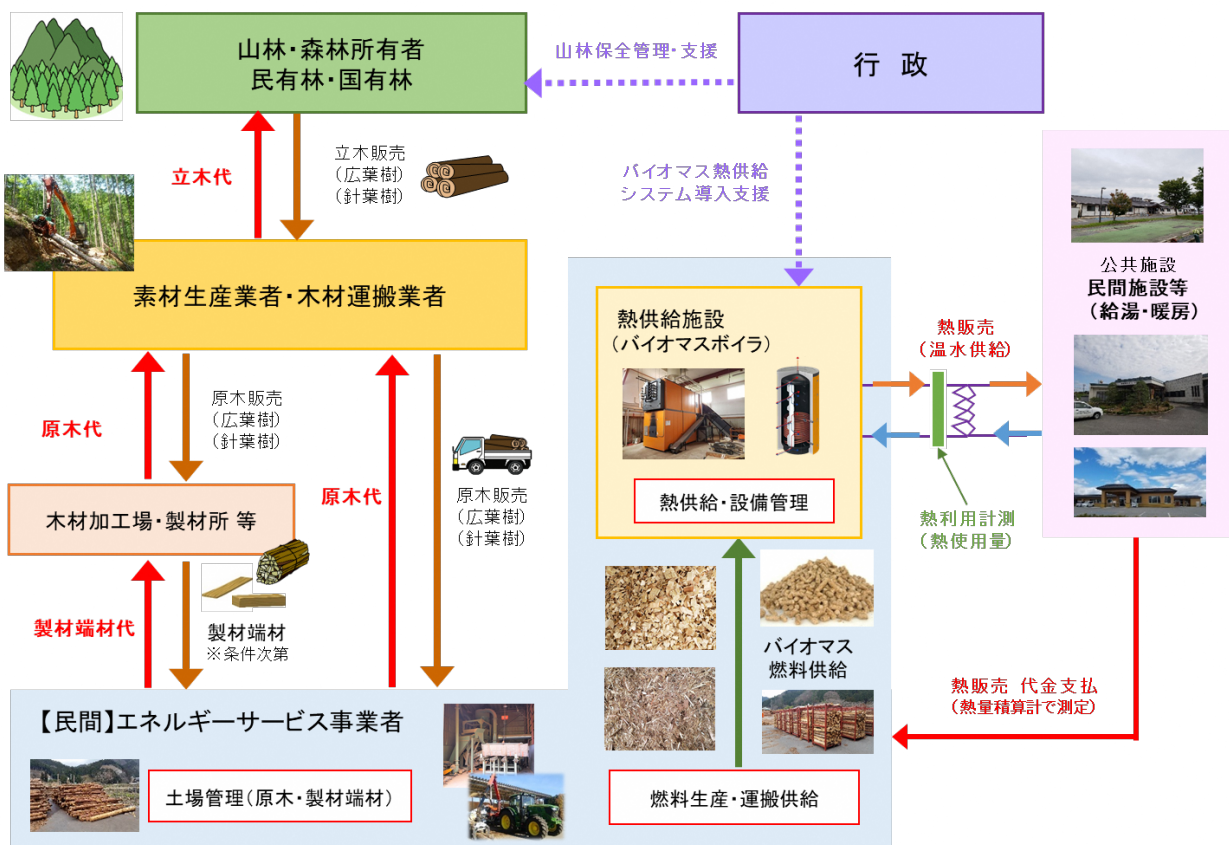 山林・森林所有者
民有林・国有林
山林保全管理・支援
行 政
立木代
立木販売
（広葉樹）
（針葉樹）
バイオマス熱供給
システム導入支援
素材生産業者・木材運搬業者
公共施設
民間施設等
（給湯・暖房）
熱供給施設
（バイオマスボイラ）
熱販売
（温水供給）
原木代
原木販売
（広葉樹）
（針葉樹）
原木代
原木販売
（広葉樹）
（針葉樹）
熱供給・設備管理
熱利用計測
（熱使用量）
木材加工場・製材所 等
製材端材代
製材端材
※条件次第
バイオマス
燃料供給
熱販売 代金支払
（熱量積算計で測定）
【民間】エネルギーサービス事業者
土場管理（原木・製材端材）
燃料生産・運搬供給